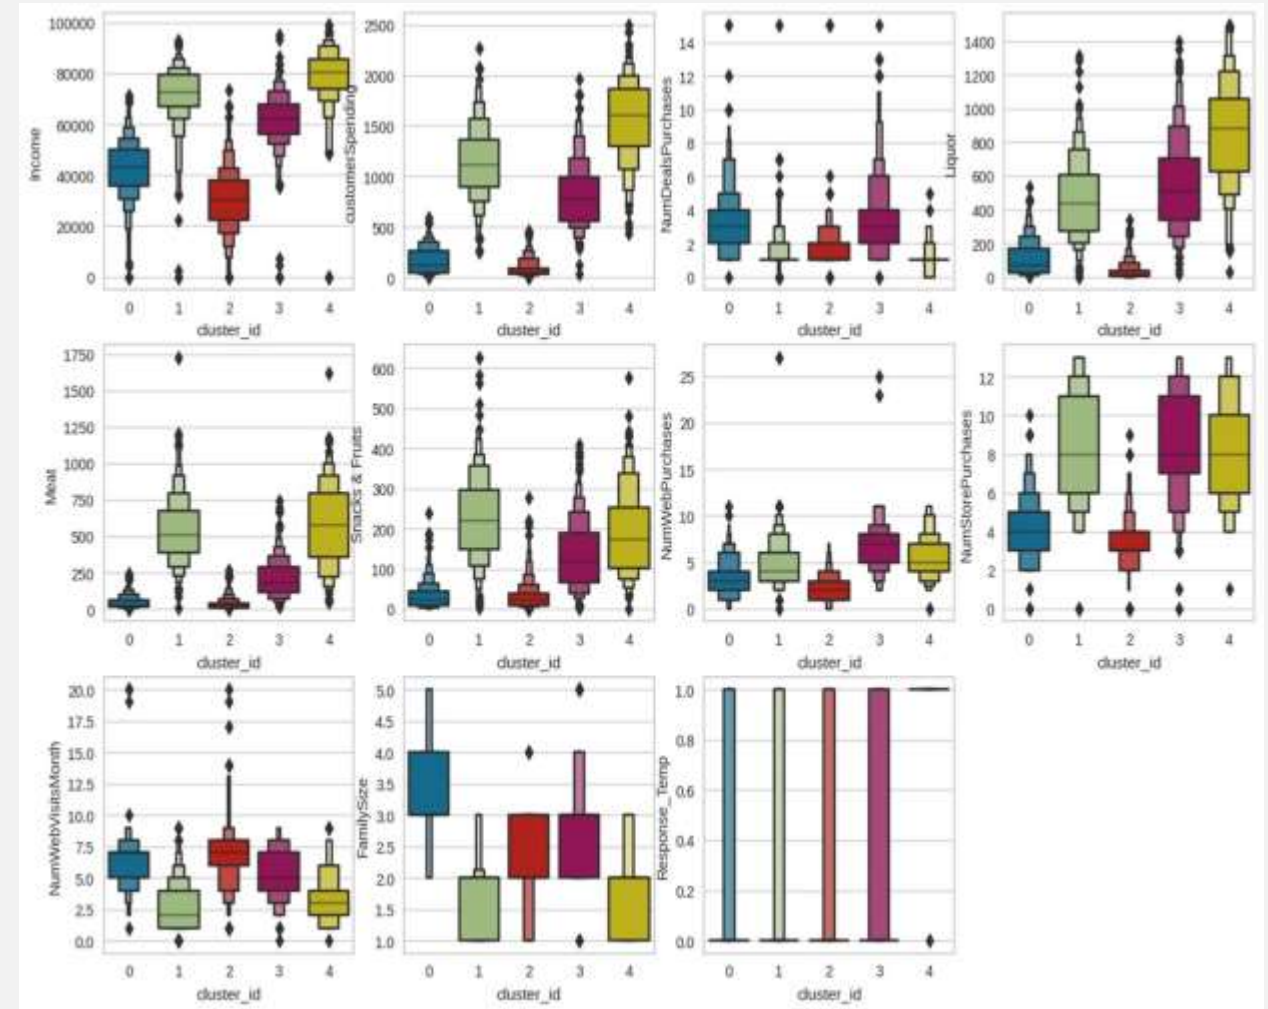 Income
100000
80000
60000
40000
20000
0
0 1 2 3 4
cluster_id
customerSpending
2500
2000
1500
1000
500
0
0 1 2 3 4
cluster_id
NumDealsPurchases
14
12
10
8
6
4
2
0
0 1 2 3 4
cluster_id
Liquor
1400
1200
1000
800
600
400
200
0
0 1 2 3 4
cluster_id
Meat
1750
1500
1250
1000
750
500
250
0
0 1 2 3 4
cluster_id
Snacks & Fruits
600
500
400
300
200
100
0
0 1 2 3 4
cluster_id
NumWebPurchases
25
20
15
10
5
0
0 1 2 3 4
cluster_id
NumStorePurchases
12
10
8
6
4
2
0
0 1 2 3 4
cluster_id
NumWebVisitsMonth
20.0
17.5
15.0
12.5
10.0
7.5
5.0
2.5
0.0
0 1 2 3 4
cluster_id
FamilySize
5.0
4.5
4.0
3.5
3.0
2.5
2.0
1.5
1.0
0 1 2 3 4
cluster_id
Response_Temp
1.0
0.8
0.6
0.4
0.2
0.0
0 1 2 3 4
cluster_id